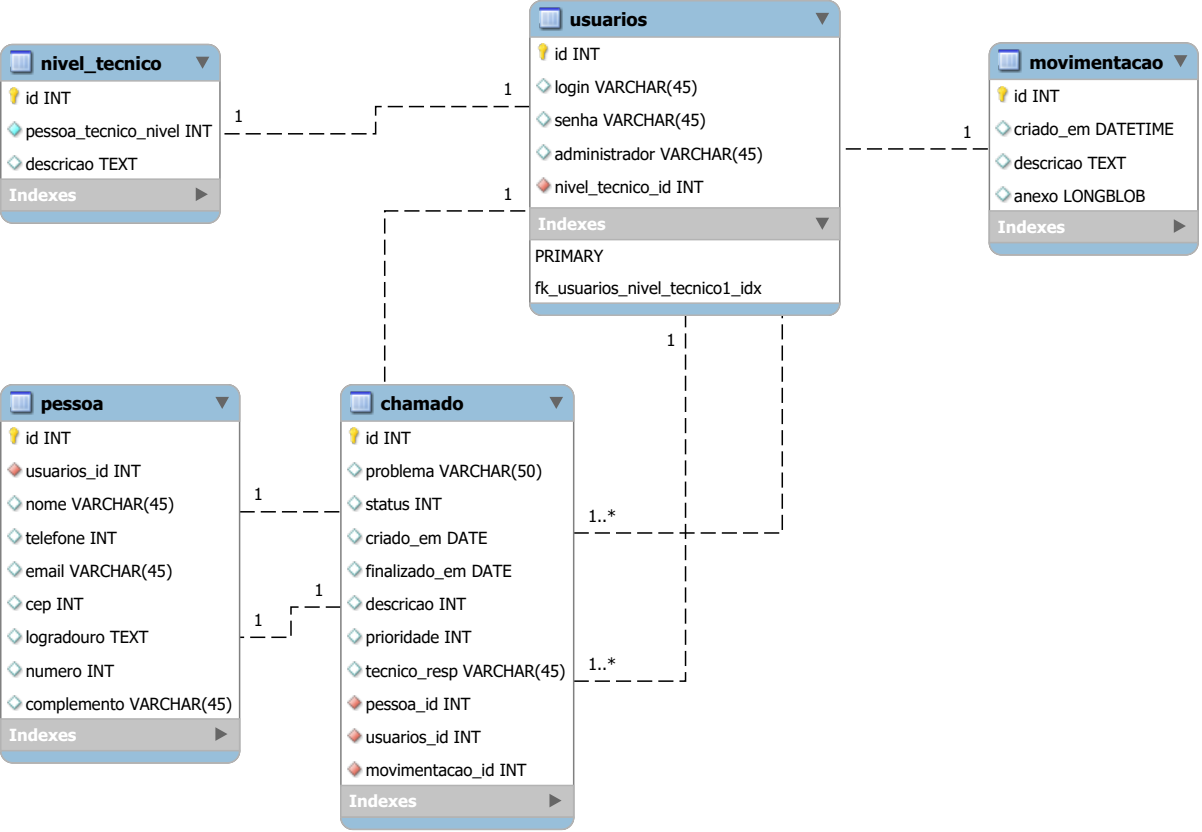 usuarios
id INT
login VARCHAR(45)
senha VARCHAR(45)
administrador VARCHAR(45)
nivel_tecnico_id INT
Indexes
PRIMARY
fk_usuarios_nivel_tecnico1_idx
nivel_tecnico
id INT
pessoa_tecnico_nivel INT
descricao TEXT
Indexes
movimentacao
id INT
criado_em DATETIME
descricao TEXT
anexo LONGBLOB
Indexes
1
1
1
1
1
pessoa
id INT
usuarios_id INT
nome VARCHAR(45)
telefone INT
email VARCHAR(45)
cep INT
logradouro TEXT
numero INT
complemento VARCHAR(45)
Indexes
1
1
1
chamado
id INT
problema VARCHAR(50)
status INT
criado_em DATE
finalizado_em DATE
descricao INT
prioridade INT
tecnico_resp VARCHAR(45)
pessoa_id INT
usuarios_id INT
movimentacao_id INT
Indexes
1..*
1..*